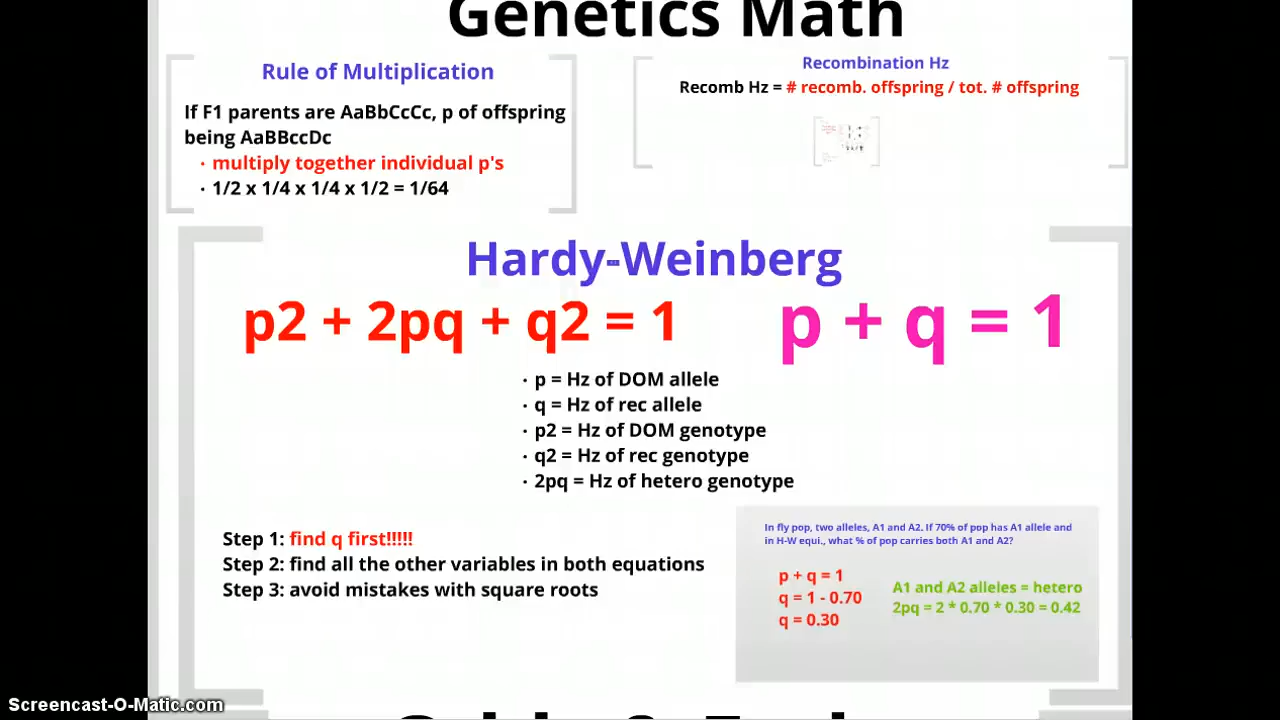 Genetics Math
Rule of Multiplication
If F1 parents are AaBbCcCc, p of offspring
being AaBBccDc
· multiply together individual p's
· 1/2 x 1/4 x 1/4 x 1/2 = 1/64
Recombination Hz
Recomb Hz = # recomb. offspring / tot. # offspring
Hardy-Weinberg
p2 + 2pq + q2 = 1
p + q = 1
· p = Hz of DOM allele
· q = Hz of rec allele
· p2 = Hz of DOM genotype
· q2 = Hz of rec genotype
· 2pq = Hz of hetero genotype
Step 1: find q first!!!!!
Step 2: find all the other variables in both equations
Step 3: avoid mistakes with square roots
In fly pop, two alleles, A1 and A2. If 70% of pop has A1 allele and
in H-W equi., what % of pop carries both A1 and A2?
p + q = 1
q = 1 - 0.70
q = 0.30
A1 and A2 alleles = hetero
2pq = 2 * 0.70 * 0.30 = 0.42
Screencast-O-Matic.com